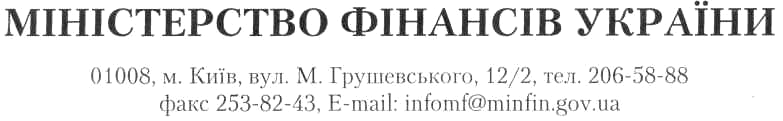 МІНІСТЕРСТВО ФІНАНСІВ УКРАЇНИ
01008, м. Київ, вул. М. Грушевського, 12/2, тел. 206-58-88
факс 253-82-43, E-mail: infomf@minfin.gov.ua